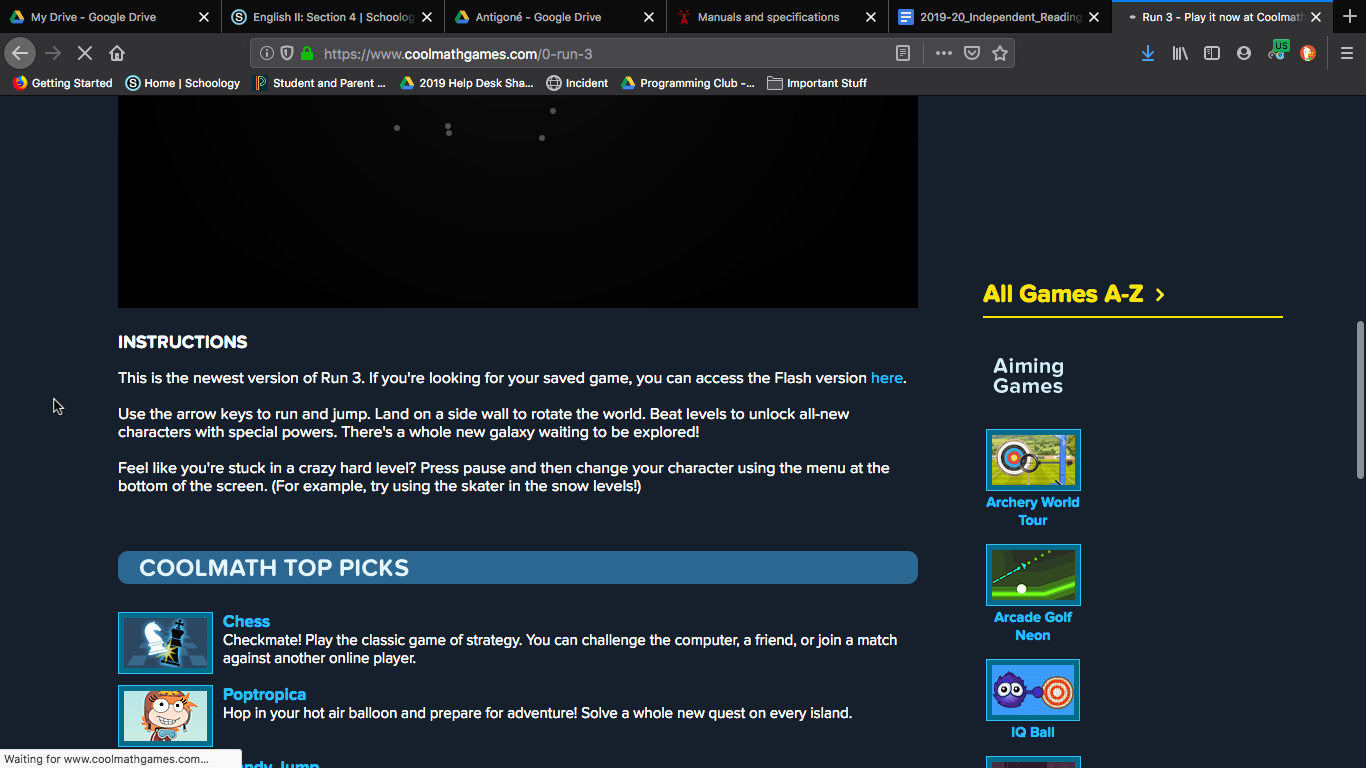 My Drive - Google Drive
English II: Section 4 | Schoolog
Antigoné - Google Drive
Manuals and specifications
2019-20_Independent_Reading
Run 3 - Play it now at Coolmath
https://www.coolmathgames.com/0-run-3
US
Getting Started
Home | Schoology
Student and Parent ...
2019 Help Desk Sha...
Incident
Programming Club -...
Important Stuff
All Games A-Z
INSTRUCTIONS
This is the newest version of Run 3. If you're looking for your saved game, you can access the Flash version here.
Use the arrow keys to run and jump. Land on a side wall to rotate the world. Beat levels to unlock all-new
characters with special powers. There's a whole new galaxy waiting to be explored!
Feel like you're stuck in a crazy hard level? Press pause and then change your character using the menu at the
bottom of the screen. (For example, try using the skater in the snow levels!)
Aiming
Games
Archery World
Tour
Arcade Golf
Neon
IQ Ball
COOLMATH TOP PICKS
Chess
Checkmate! Play the classic game of strategy. You can challenge the computer, a friend, or join a match
against another online player.
Poptropica
Hop in your hot air balloon and prepare for adventure! Solve a whole new quest on every island.
Jump
Waiting for www.coolmathgames.com...